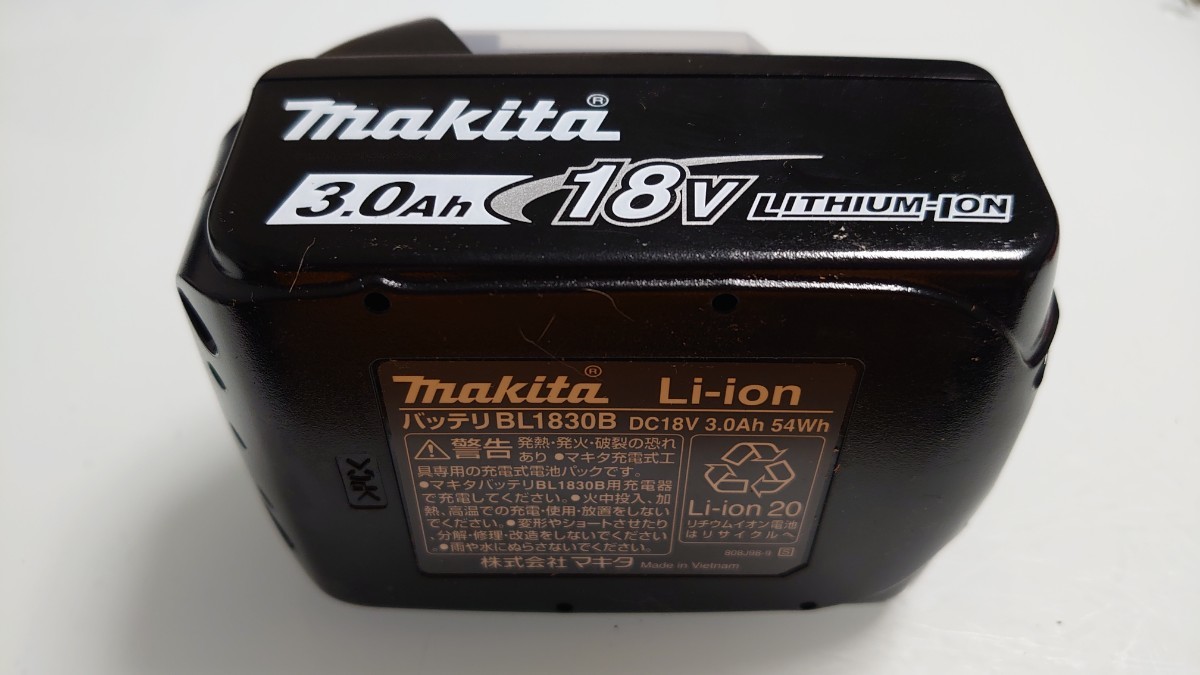 makita®
3.0Ah 18V LITHIUM-ION
makita® Li-ion
バッテリBL1830B DC18V 3.0Ah 54Wh
警告 発熱・発火・破裂の恐れ
あり ●マキタ充電式工
具専用の充電式電池パックです。
●マキタバッテリBL1830B用充電器
で充電してください。●火中投入、加
熱、高温での充電・使用・放置をしない
でください。●変形やショートさせたり
、分解・修理・改造をしないでください
。●雨や水にぬらさないでください。
Li-ion 20
リチウムイオン電池
はリサイクルへ
株式会社 マキタ Made in Vietnam